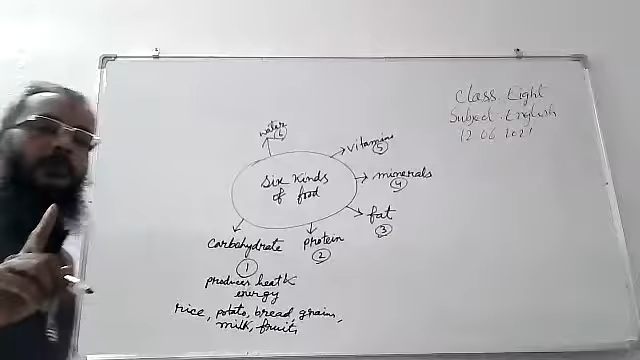 Class. Eight
Subject. English
12 06 2021
water
6
vitamins
5
six kinds
of food
minerals
4
fat
3
carbohydrate
1
protein
2
produces heat &
energy
rice, potato, bread, grains,
milk, fruits